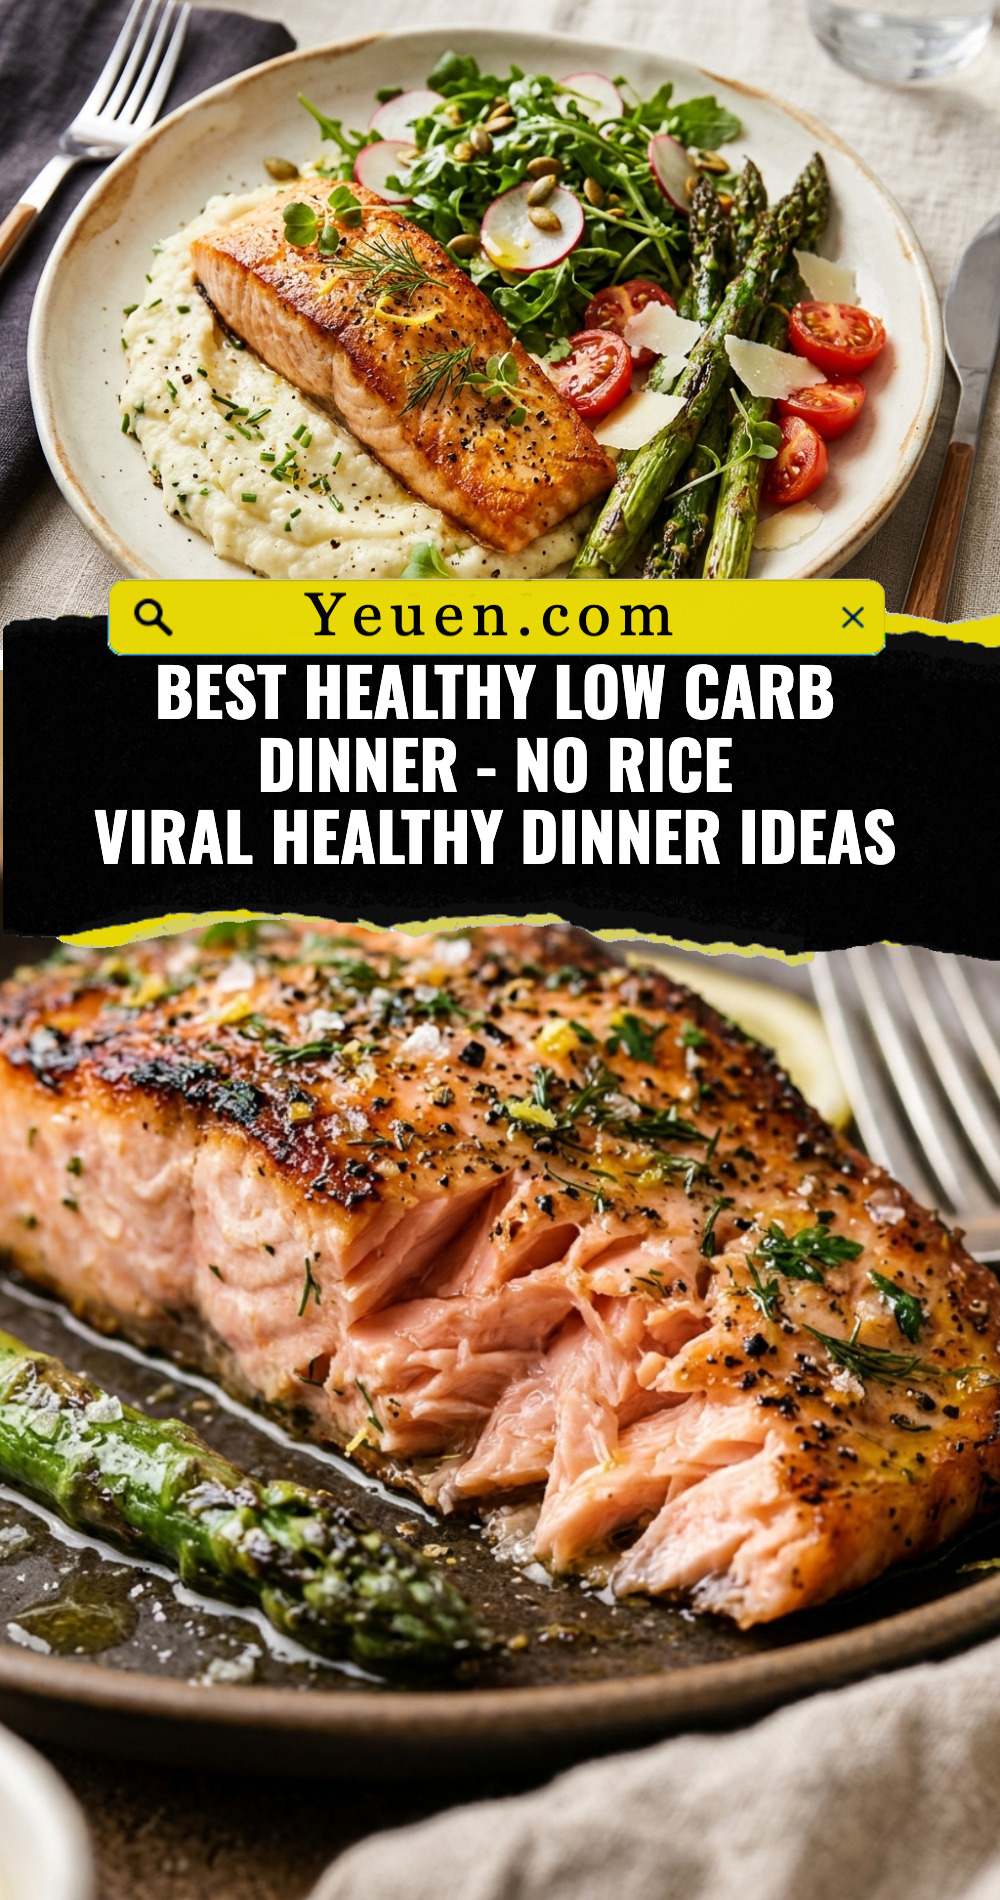 Yeuen.com
BEST HEALTHY LOW CARB
DINNER - NO RICE
VIRAL HEALTHY DINNER IDEAS